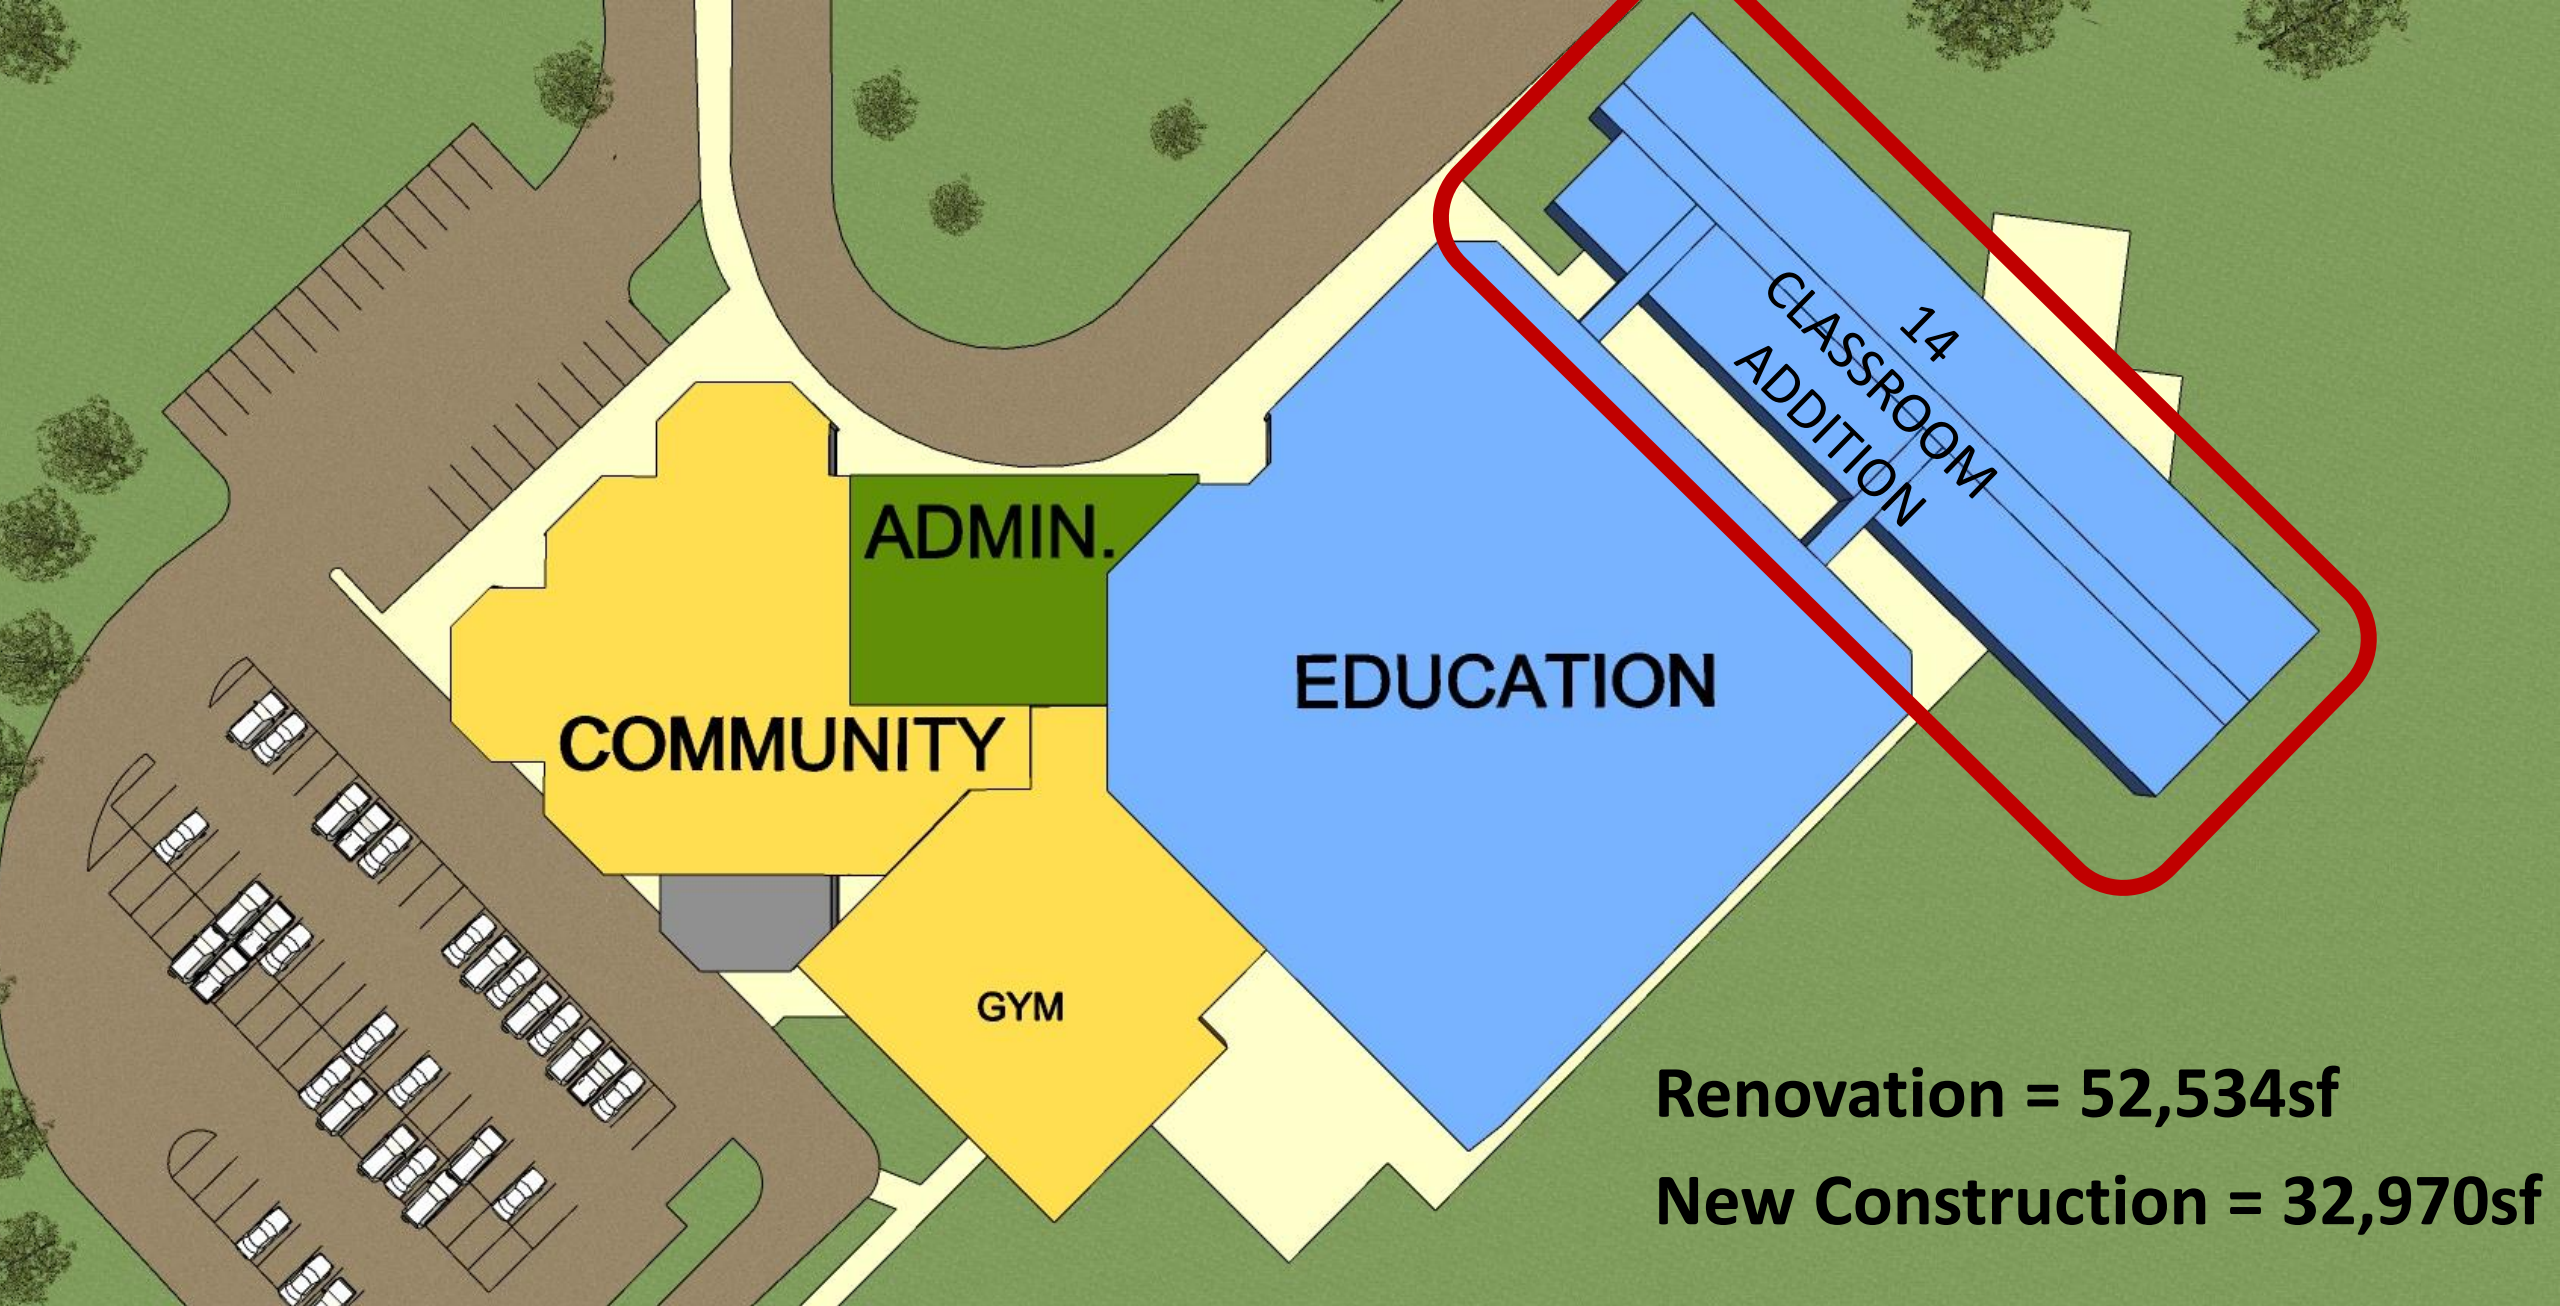 14
CLASSROOM
ADDITION
ADMIN.
EDUCATION
COMMUNITY
GYM
Renovation = 52,534sf
New Construction = 32,970sf